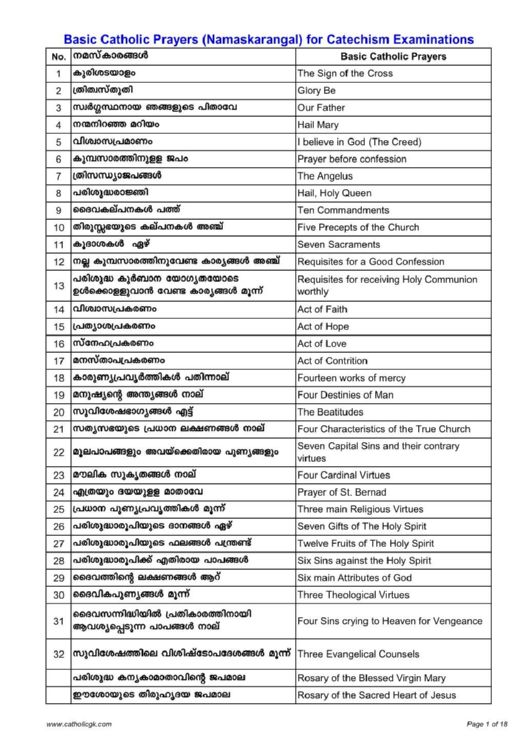 Basic Catholic Prayers (Namaskarangal) for Catechism Examinations
No. നമസ്കാരങ്ങൾ Basic Catholic Prayers
1 കുരിശടയാളം The Sign of the Cross
2 ത്രിത്വസ്തുതി Glory Be
3 സ്വർഗ്ഗസ്ഥനായ ഞങ്ങളുടെ പിതാവേ Our Father
4 നന്മനിറഞ്ഞ മറിയം Hail Mary
5 വിശ്വാസപ്രമാണം I believe in God (The Creed)
6 കുമ്പസാരത്തിനുളള ജപം Prayer before confession
7 ത്രിസന്ധ്യാജപങ്ങൾ The Angelus
8 പരിശുദ്ധരാജ്ഞി Hail, Holy Queen
9 ദൈവകല്പനകൾ പത്ത് Ten Commandments
10 തിരുസ്സഭയുടെ കല്പനകൾ അഞ്ച് Five Precepts of the Church
11 കൂദാശകൾ ഏഴ് Seven Sacraments
12 നല്ല കുമ്പസാരത്തിനുവേണ്ട കാര്യങ്ങൾ അഞ്ച് Requisites for a Good Confession
13 പരിശുദ്ധ കുർബാന യോഗ്യതയോടെ Requisites for receiving Holy Communion
ഉൾക്കൊളളുവാൻ വേണ്ട കാര്യങ്ങൾ മൂന്ന് worthly
14 വിശ്വാസപ്രകരണം Act of Faith
15 പ്രത്യാശപ്രകരണം Act of Hope
16 സ്നേഹപ്രകരണം Act of Love
17 മനസ്താപപ്രകരണം Act of Contrition
18 കാരുണ്യപ്രവൃർത്തികൾ പതിന്നാല് Fourteen works of mercy
19 മനുഷ്യന്റെ അന്ത്യങ്ങൾ നാല് Four Destinies of Man
20 സുവിശേഷഭാഗ്യങ്ങൾ എട്ട് The Beatitudes
21 സത്യസഭയുടെ പ്രധാന ലക്ഷണങ്ങൾ നാല് Four Characteristics of the True Church
22 മൂലപാപങ്ങളും അവയ്ക്കെതിരായ പുണ്യങ്ങളും Seven Capital Sins and their contrary
virtues
23 മൗലിക സുകൃതങ്ങൾ നാല് Four Cardinal Virtues
24 എത്രയും ദയയുളള മാതാവേ Prayer of St. Bernad
25 പ്രധാന പുണ്യപ്രവൃത്തികൾ മൂന്ന് Three main Religious Virtues
26 പരിശുദ്ധാരൂപിയുടെ ദാനങ്ങൾ ഏഴ് Seven Gifts of The Holy Spirit
27 പരിശുദ്ധാരൂപിയുടെ ഫലങ്ങൾ പന്ത്രണ്ട് Twelve Fruits of The Holy Spirit
28 പരിശുദ്ധാരൂപിക്ക് എതിരായ പാപങ്ങൾ Six Sins against the Holy Spirit
29 ദൈവത്തിന്റെ ലക്ഷണങ്ങൾ ആറ് Six main Attributes of God
30 ദൈവികപുണ്യങ്ങൾ മൂന്ന് Three Theological Virtues
31 ദൈവസന്നിദ്ധിയിൽ പ്രതികാരത്തിനായി Four Sins crying to Heaven for Vengeance
ആവശ്യപ്പെടുന്ന പാപങ്ങൾ നാല്
32 സുവിശേഷത്തിലെ വിശിഷ്ടോപദേശങ്ങൾ മൂന്ന് Three Evangelical Counsels
പരിശുദ്ധ കന്യകാമാതാവിന്റെ ജപമാല Rosary of the Blessed Virgin Mary
ഈശോയുടെ തിരുഹൃദയ ജപമാല Rosary of the Sacred Heart of Jesus
www.catholicgk.com Page 1 of 18